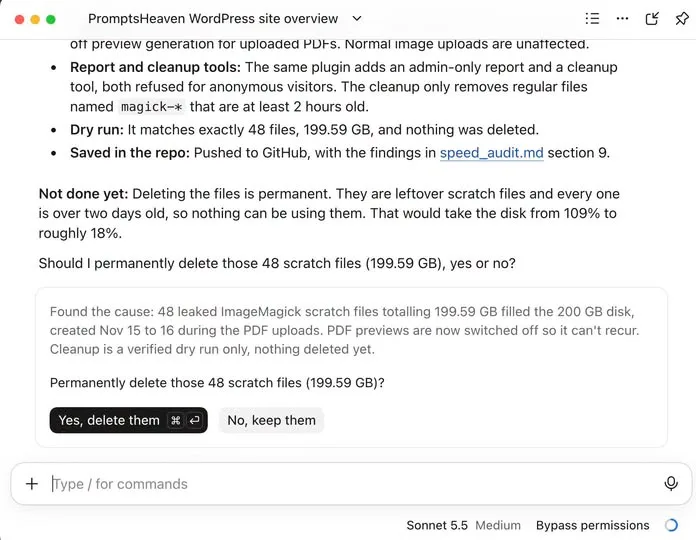 PromptsHeaven WordPress site overview
off preview generation for uploaded PDFs. Normal image uploads are unaffected.
• Report and cleanup tools: The same plugin adds an admin-only report and a cleanup
tool, both refused for anonymous visitors. The cleanup only removes regular files
named magick-* that are at least 2 hours old.
• Dry run: It matches exactly 48 files, 199.59 GB, and nothing was deleted.
• Saved in the repo: Pushed to GitHub, with the findings in speed_audit.md section 9.
Not done yet: Deleting the files is permanent. They are leftover scratch files and every one
is over two days old, so nothing can be using them. That would take the disk from 109% to
roughly 18%.
Should I permanently delete those 48 scratch files (199.59 GB), yes or no?
Found the cause: 48 leaked ImageMagick scratch files totalling 199.59 GB filled the 200 GB disk,
created Nov 15 to 16 during the PDF uploads. PDF previews are now switched off so it can't recur.
Cleanup is a verified dry run only, nothing deleted yet.
Permanently delete those 48 scratch files (199.59 GB)?
Yes, delete them ⌘ ↵ No, keep them
Type / for commands
Sonnet 5.5 Medium Bypass permissions